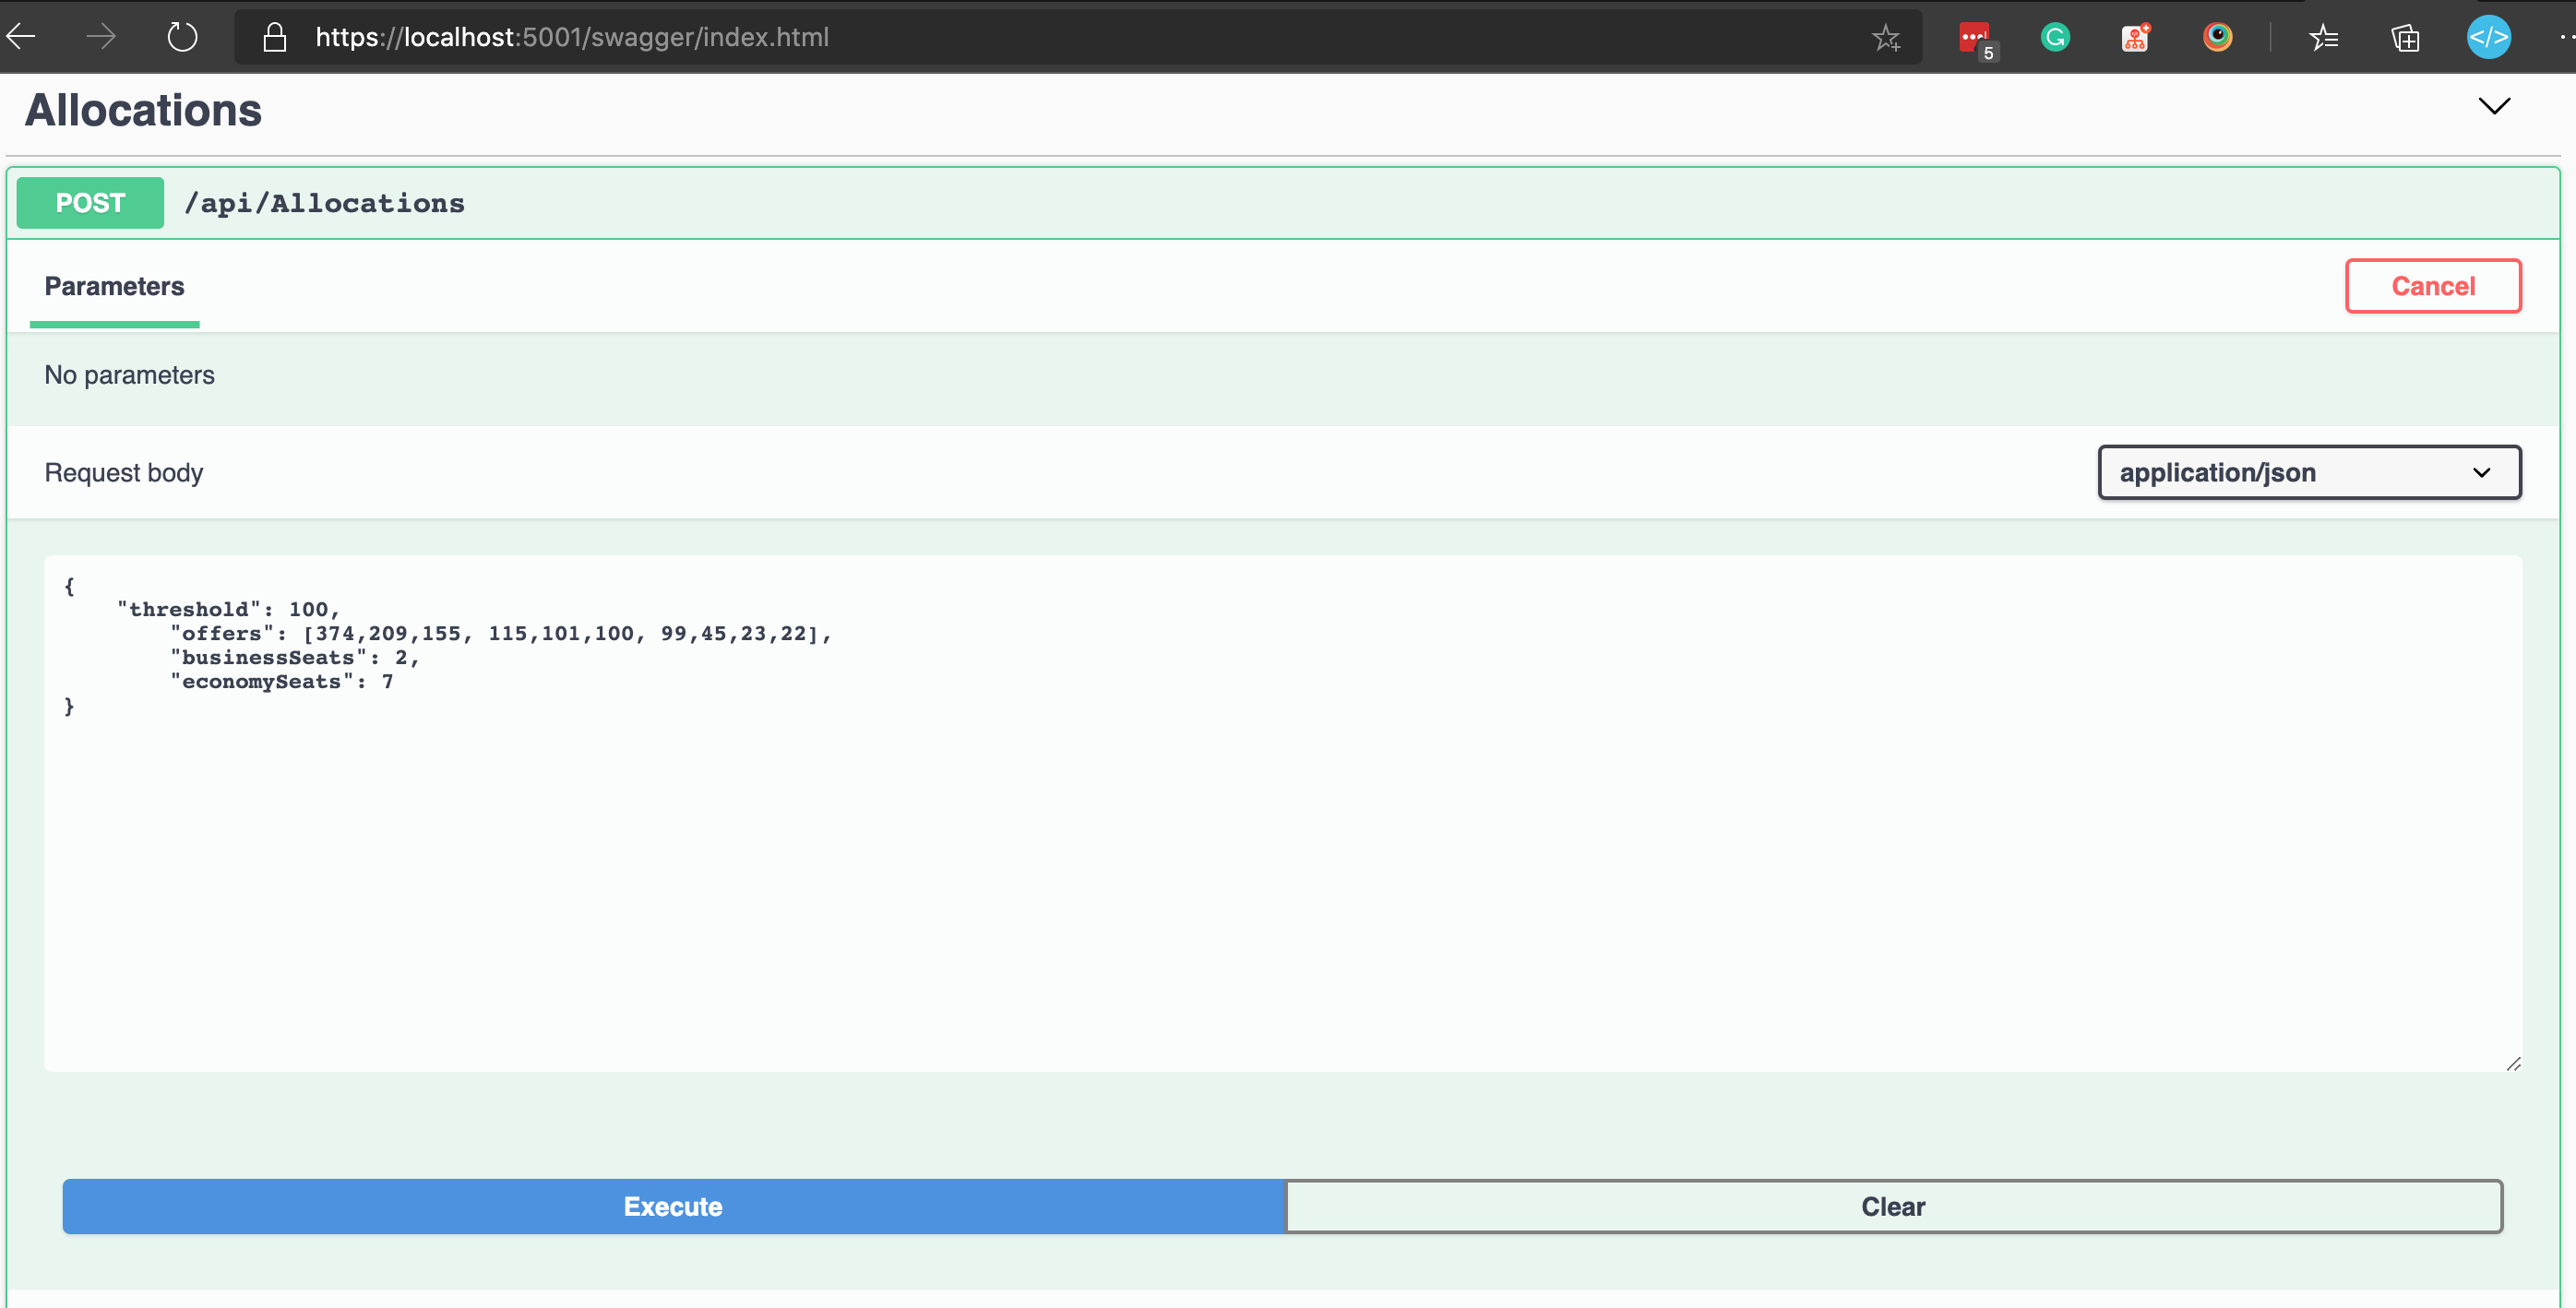 https://localhost:5001/swagger/index.html
5
Allocations
POST /api/Allocations
Parameters
Cancel
No parameters
Request body
application/json
{
    "threshold": 100,
        "offers": [374,209,155, 115,101,100, 99,45,23,22],
        "businessSeats": 2,
        "economySeats": 7
}
Execute
Clear